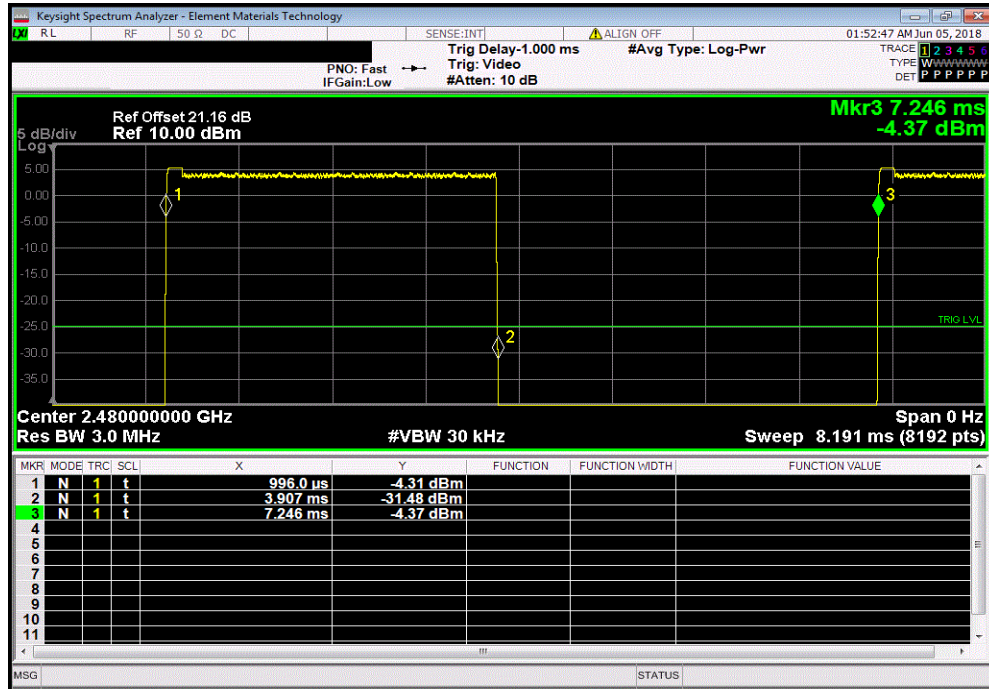 Keysight Spectrum Analyzer - Element Materials Technology
LXI RL RF 50 Ω DC SENSE:INT ALIGN OFF 01:52:47 AM Jun 05, 2018
Trig Delay-1.000 ms #Avg Type: Log-Pwr TRACE 1 2 3 4 5 6
PNO: Fast Trig: Video TYPE WWWWWW
IFGain:Low #Atten: 10 dB DET P P P P P P
Mkr3 7.246 ms
-4.37 dBm
Ref Offset 21.16 dB
5 dB/div Ref 10.00 dBm
Log
5.00
1
3
0.00
-5.00
-10.0
-15.0
-20.0
-25.0 TRIG LVL
2
-30.0
-35.0
Center 2.480000000 GHz Span 0 Hz
Res BW 3.0 MHz #VBW 30 kHz Sweep 8.191 ms (8192 pts)
MKR MODE TRC SCL X Y FUNCTION FUNCTION WIDTH FUNCTION VALUE
1 N 1 t 996.0 µs -4.31 dBm
2 N 1 t 3.907 ms -31.48 dBm
3 N 1 t 7.246 ms -4.37 dBm
4
5
6
7
8
9
10
11
MSG STATUS